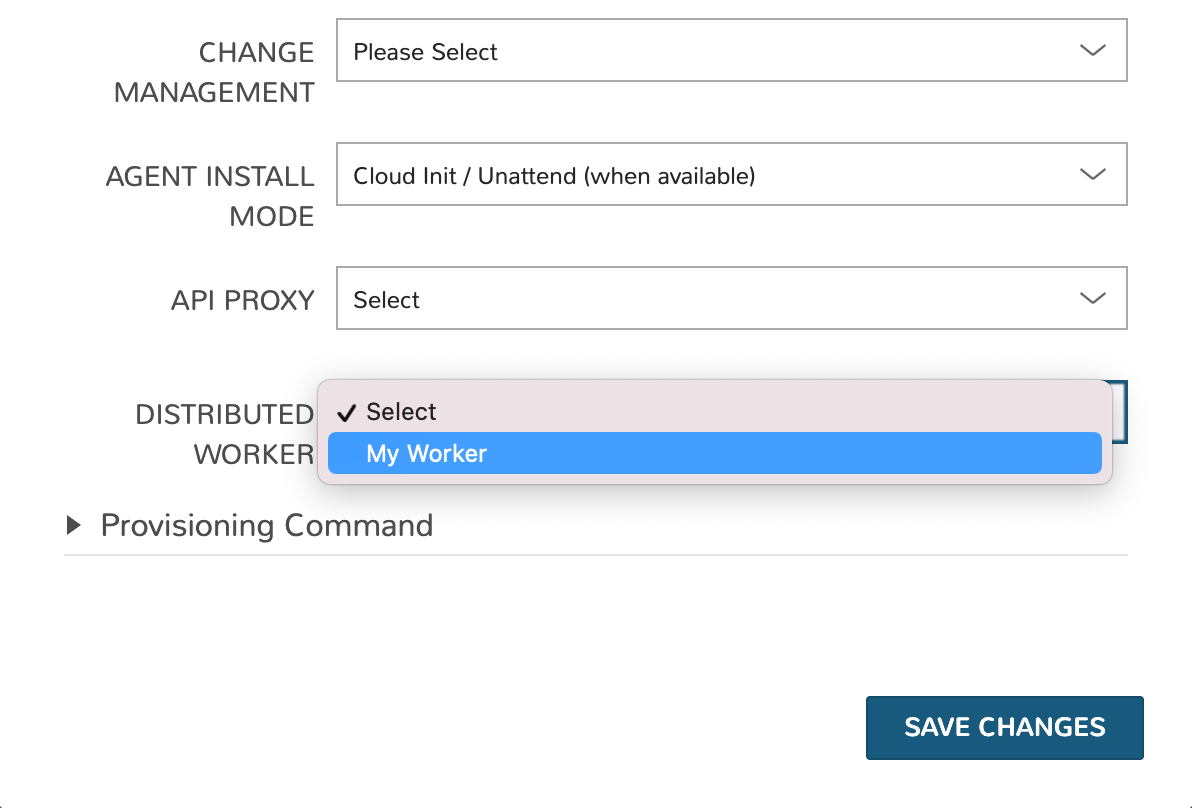 CHANGE
MANAGEMENT
Please Select
AGENT INSTALL
MODE
Cloud Init / Unattend (when available)
API PROXY
Select
DISTRIBUTED
WORKER
Select
My Worker
Provisioning Command
SAVE CHANGES